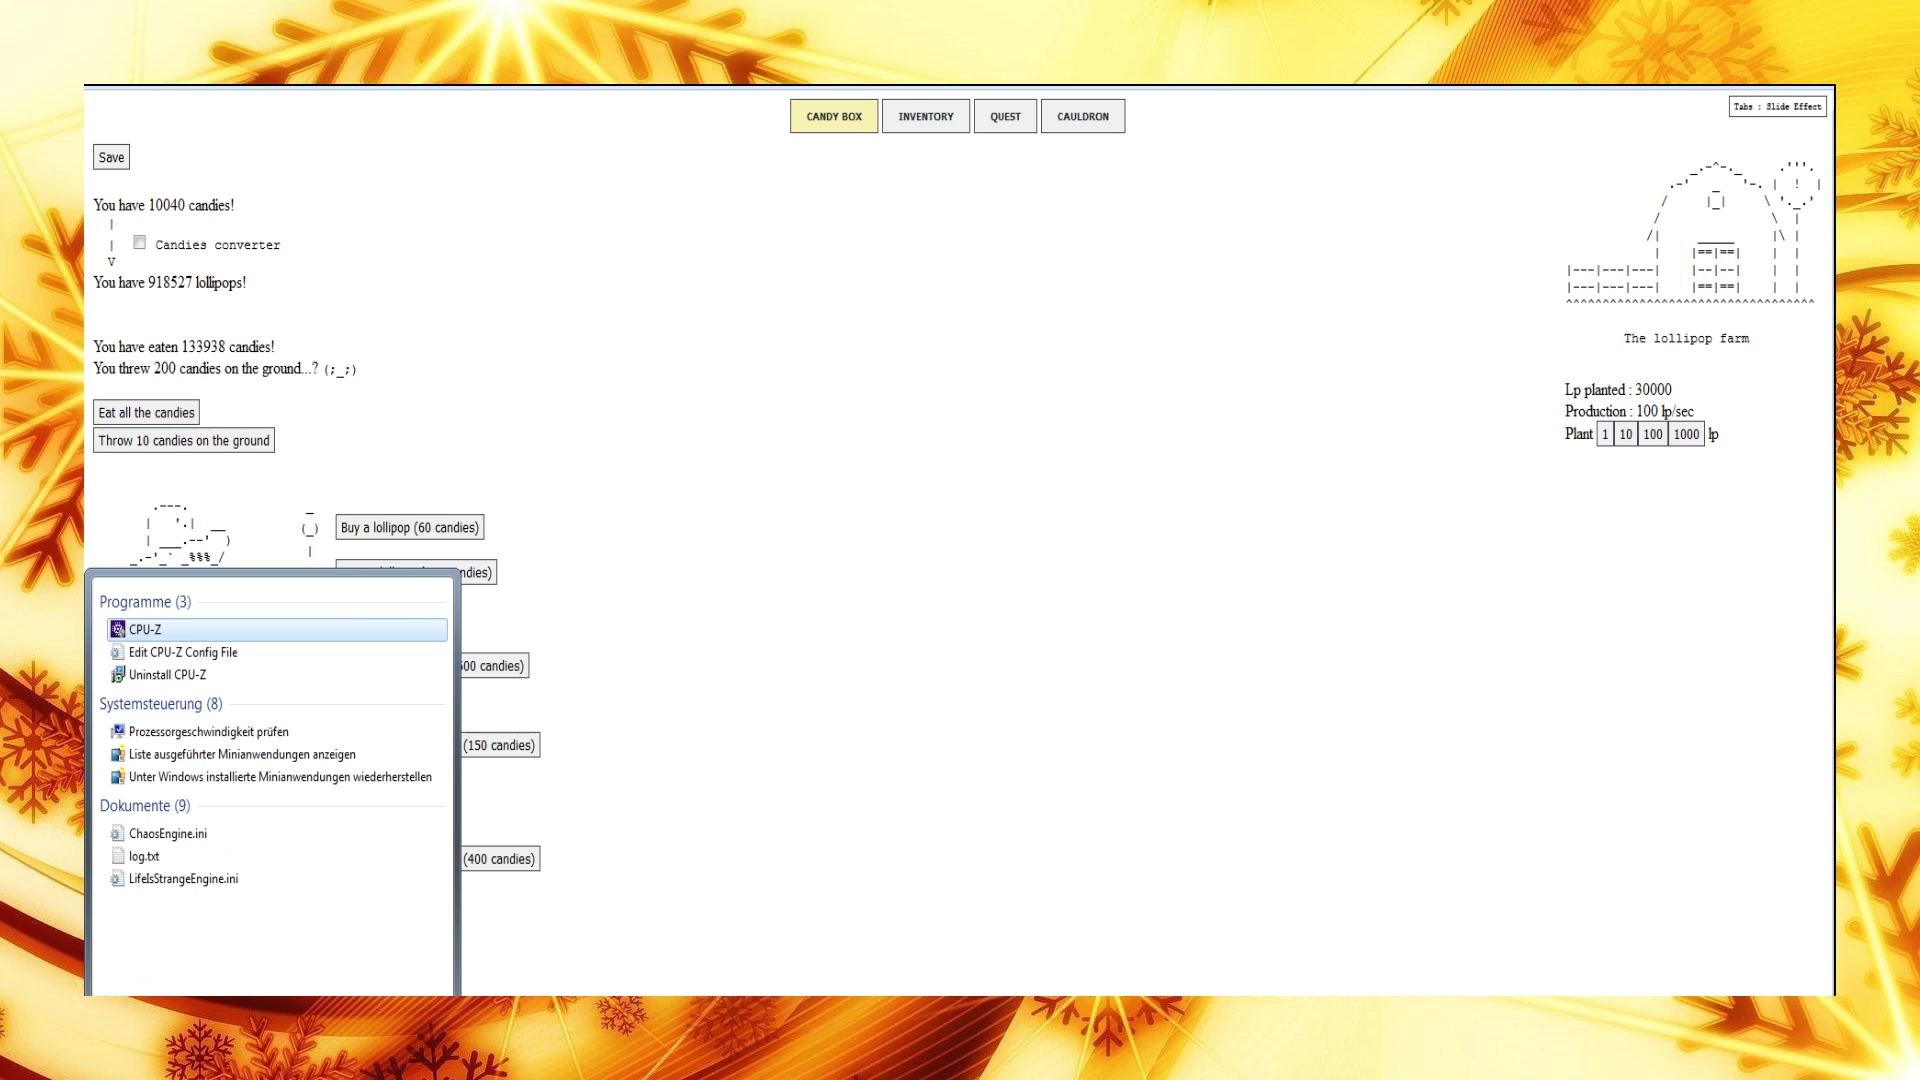 CANDY BOX INVENTORY QUEST CAULDRON
Tabs : Slide Effect
Save
You have 10040 candies!
Candies converter
You have 918527 lollipops!
You have eaten 133938 candies!
You threw 200 candies on the ground...? (;_;)
Eat all the candies
Throw 10 candies on the ground
The lollipop farm
Lp planted : 30000
Production : 100 lp/sec
Plant 1 10 100 1000 lp
Buy a lollipop (60 candies)
candies)
Programme (3)
CPU-Z
Edit CPU-Z Config File
Uninstall CPU-Z
Systemsteuerung (8)
Prozessorgeschwindigkeit prüfen
Liste ausgeführter Minianwendungen anzeigen
Unter Windows installierte Minianwendungen wiederherstellen
Dokumente (9)
ChaosEngine.ini
log.txt
LifeIsStrangeEngine.ini
candies)
(150 candies)
(400 candies)